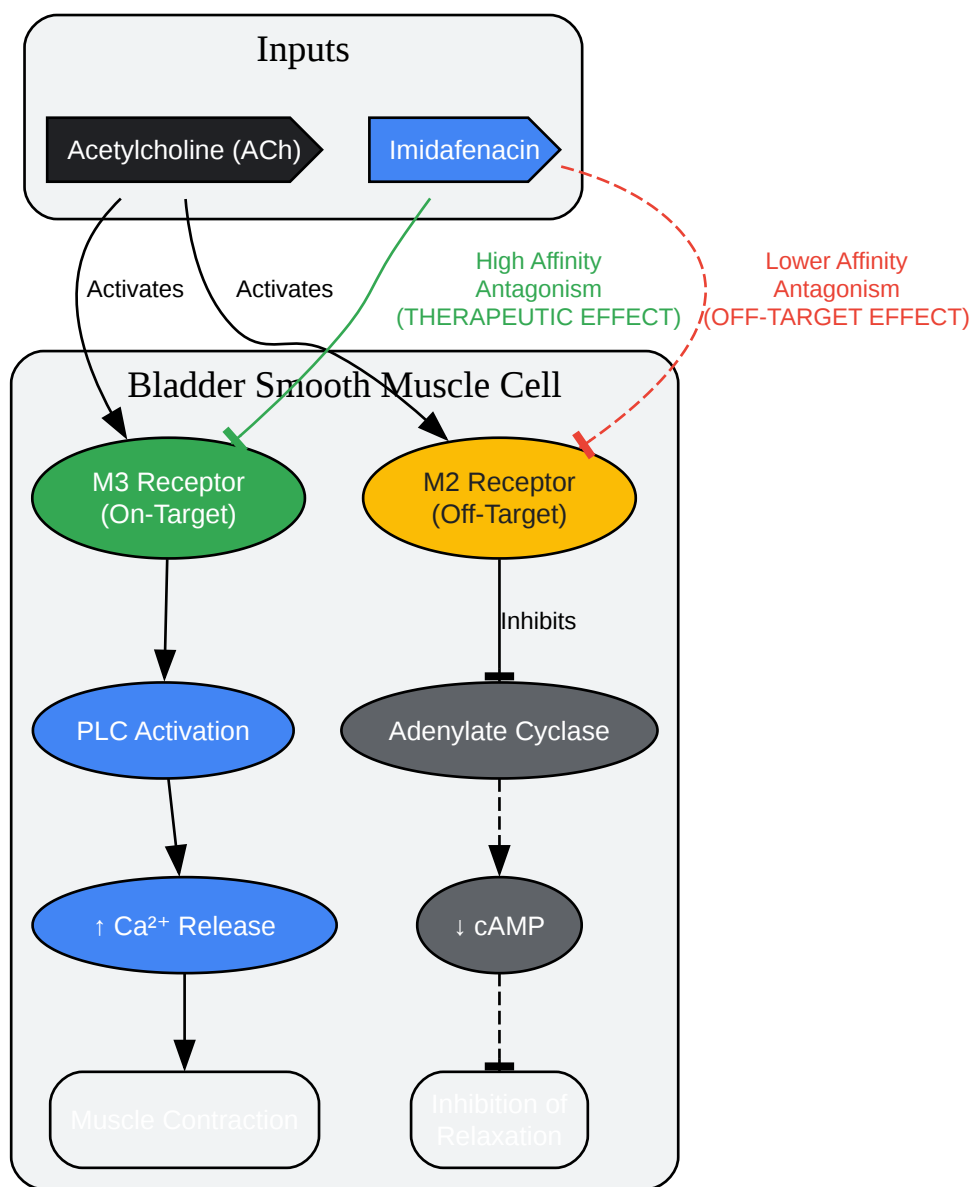 Inputs
Acetylcholine (ACh)
Imidafenacin
Activates
Activates
High Affinity
Antagonism
(THERAPEUTIC EFFECT)
Lower Affinity
Antagonism
(OFF-TARGET EFFECT)
Bladder Smooth Muscle Cell
M3 Receptor
(On-Target)
M2 Receptor
(Off-Target)
Inhibits
PLC Activation
Adenylate Cyclase
↑ Ca²⁺ Release
↓ cAMP
Muscle Contraction
Inhibition of
Relaxation